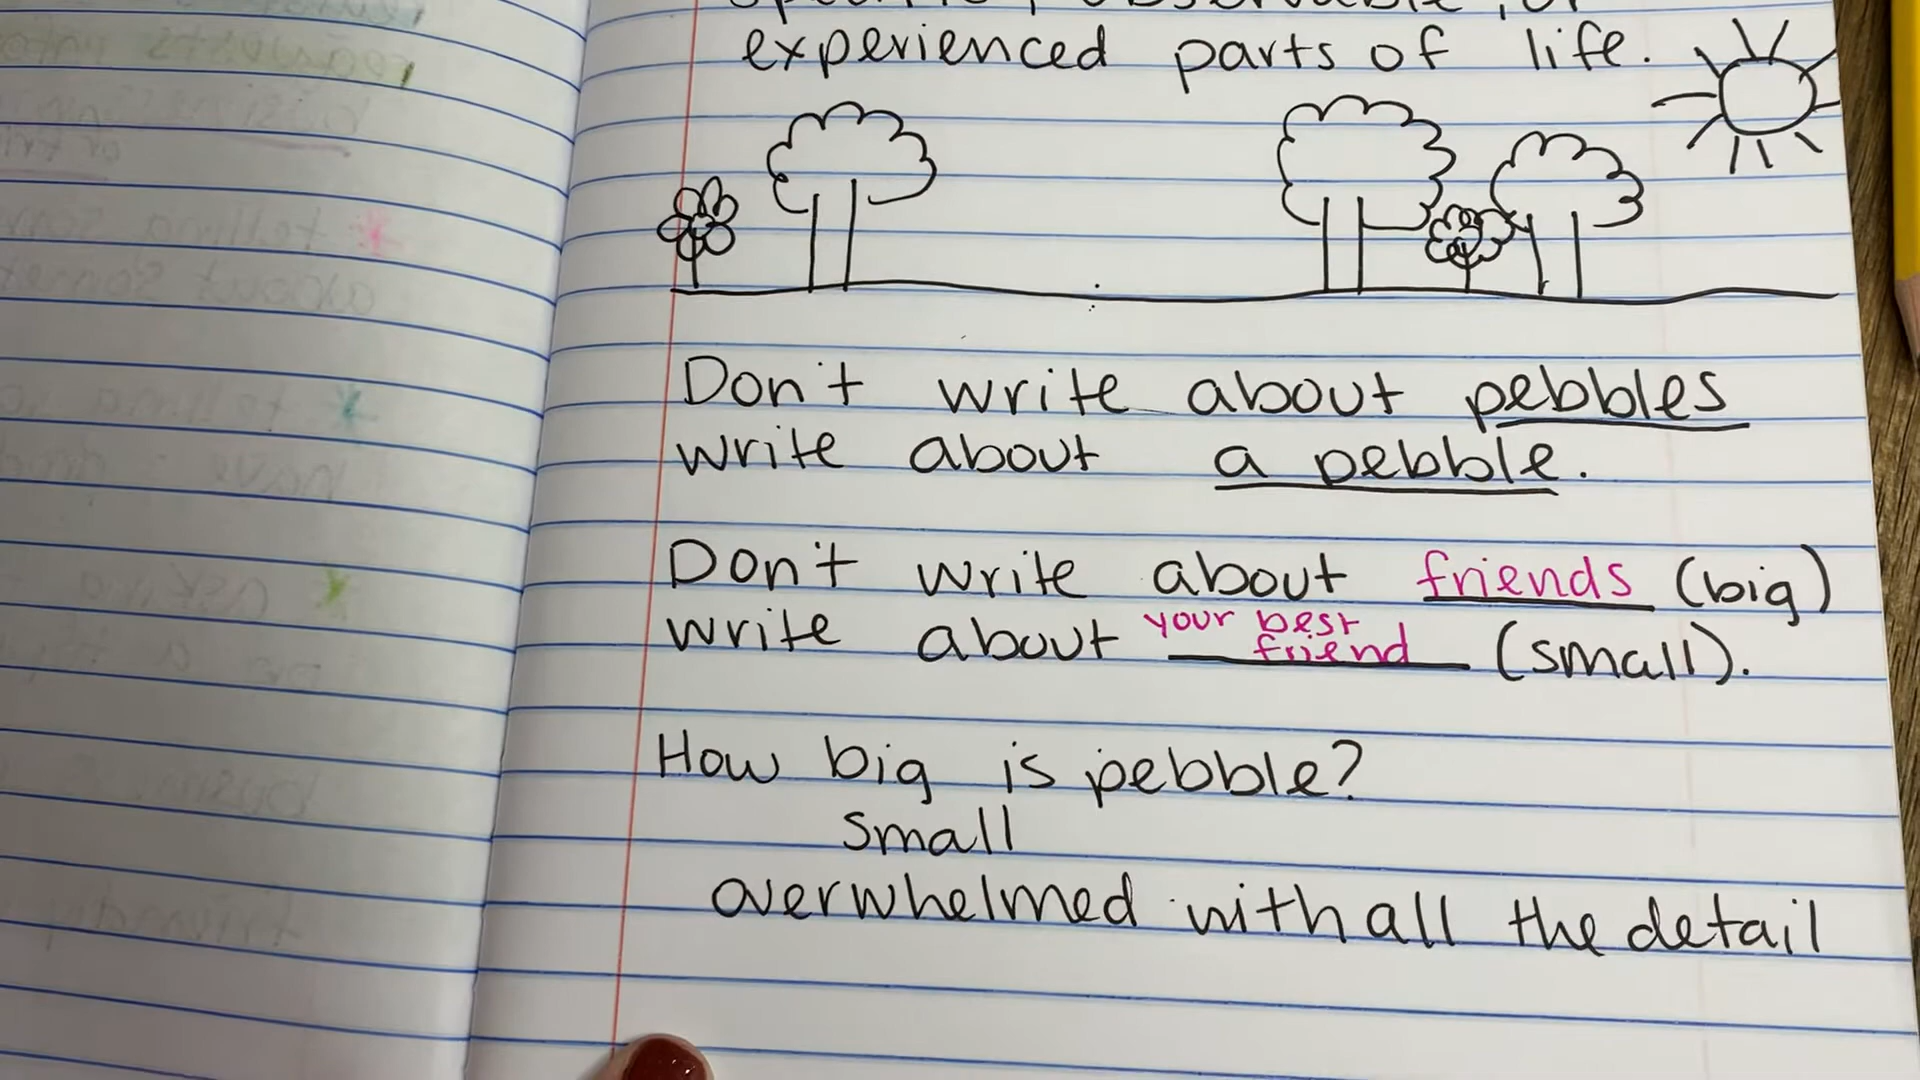 experienced parts of life.
Don't write about pebbles
write about a pebble.
Don't write about friends (big)
write about your best friend (small).
How big is pebble?
small
overwhelmed with all the detail